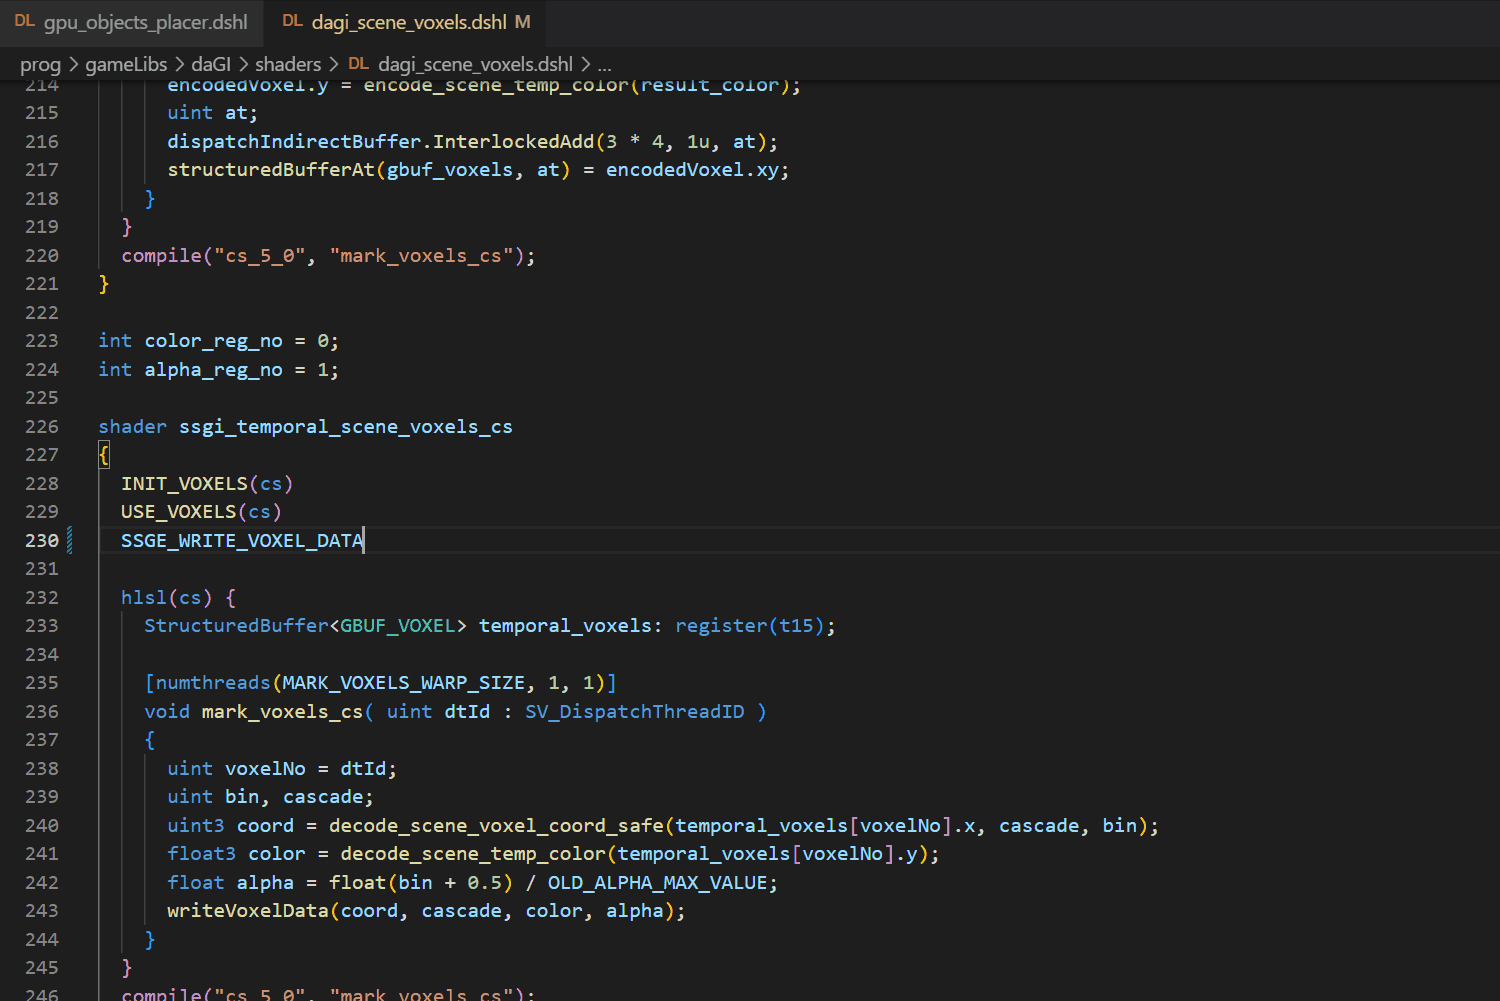 DL gpu_objects_placer.dshl DL dagi_scene_voxels.dshl M
prog > gameLibs > daGI > shaders > DL dagi_scene_voxels.dshl > ...
214 encodedVoxel.y = encode_scene_temp_color(result_color);
215 uint at;
216 dispatchIndirectBuffer.InterlockedAdd(3 * 4, 1u, at);
217 structuredBufferAt(gbuf_voxels, at) = encodedVoxel.xy;
218 }
219 }
220 compile("cs_5_0", "mark_voxels_cs");
221 }
222
223 int color_reg_no = 0;
224 int alpha_reg_no = 1;
225
226 shader ssgi_temporal_scene_voxels_cs
227 {
228 INIT_VOXELS(cs)
229 USE_VOXELS(cs)
230 SSGE_WRITE_VOXEL_DATA
231
232 hlsl(cs) {
233 StructuredBuffer<GBUF_VOXEL> temporal_voxels: register(t15);
234
235 [numthreads(MARK_VOXELS_WARP_SIZE, 1, 1)]
236 void mark_voxels_cs( uint dtId : SV_DispatchThreadID )
237 {
238 uint voxelNo = dtId;
239 uint bin, cascade;
240 uint3 coord = decode_scene_voxel_coord_safe(temporal_voxels[voxelNo].x, cascade, bin);
241 float3 color = decode_scene_temp_color(temporal_voxels[voxelNo].y);
242 float alpha = float(bin + 0.5) / OLD_ALPHA_MAX_VALUE;
243 writeVoxelData(coord, cascade, color, alpha);
244 }
245 }
246 compile("cs_5_0", "mark_voxels_cs");